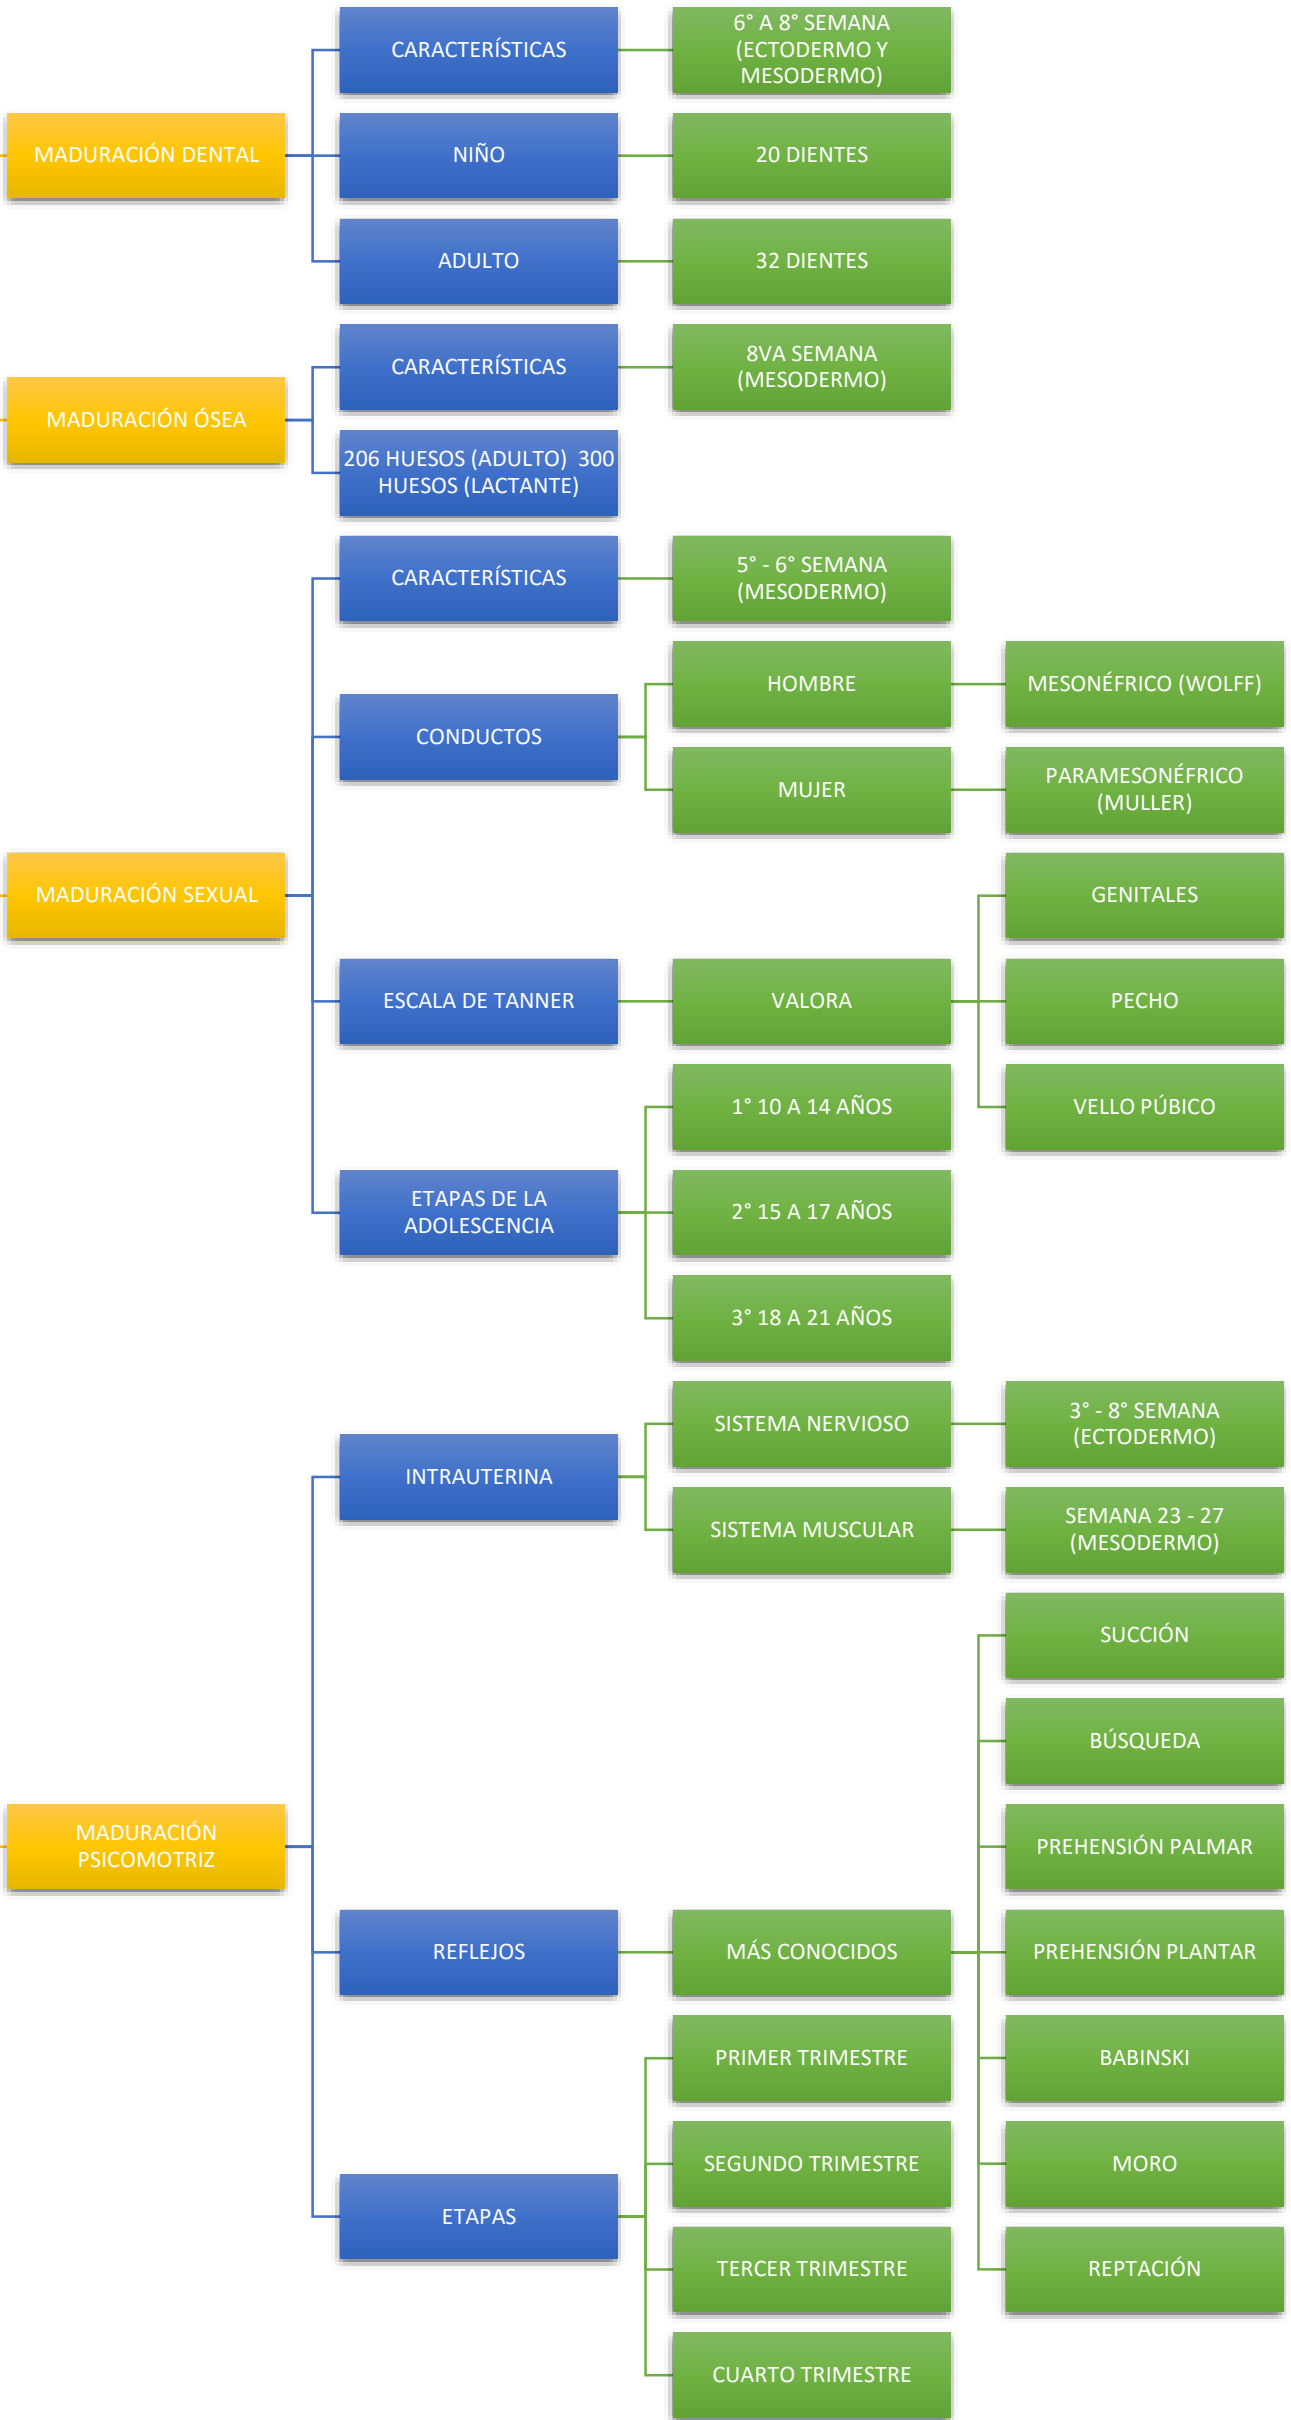 MADURACIÓN DENTAL
CARACTERÍSTICAS
6° A 8° SEMANA
(ECTODERMO Y
MESODERMO)
NIÑO
20 DIENTES
ADULTO
32 DIENTES
MADURACIÓN ÓSEA
CARACTERÍSTICAS
8VA SEMANA
(MESODERMO)
206 HUESOS (ADULTO) 300
HUESOS (LACTANTE)
MADURACIÓN SEXUAL
CARACTERÍSTICAS
5° - 6° SEMANA
(MESODERMO)
CONDUCTOS
HOMBRE
MESONÉFRICO (WOLFF)
MUJER
PARAMESONÉFRICO
(MULLER)
ESCALA DE TANNER
VALORA
GENITALES
PECHO
VELLO PÚBICO
ETAPAS DE LA
ADOLESCENCIA
1° 10 A 14 AÑOS
2° 15 A 17 AÑOS
3° 18 A 21 AÑOS
MADURACIÓN
PSICOMOTRIZ
INTRAUTERINA
SISTEMA NERVIOSO
3° - 8° SEMANA
(ECTODERMO)
SISTEMA MUSCULAR
SEMANA 23 - 27
(MESODERMO)
REFLEJOS
MÁS CONOCIDOS
SUCCIÓN
BÚSQUEDA
PREHENSIÓN PALMAR
PREHENSIÓN PLANTAR
BABINSKI
MORO
REPTACIÓN
ETAPAS
PRIMER TRIMESTRE
SEGUNDO TRIMESTRE
TERCER TRIMESTRE
CUARTO TRIMESTRE